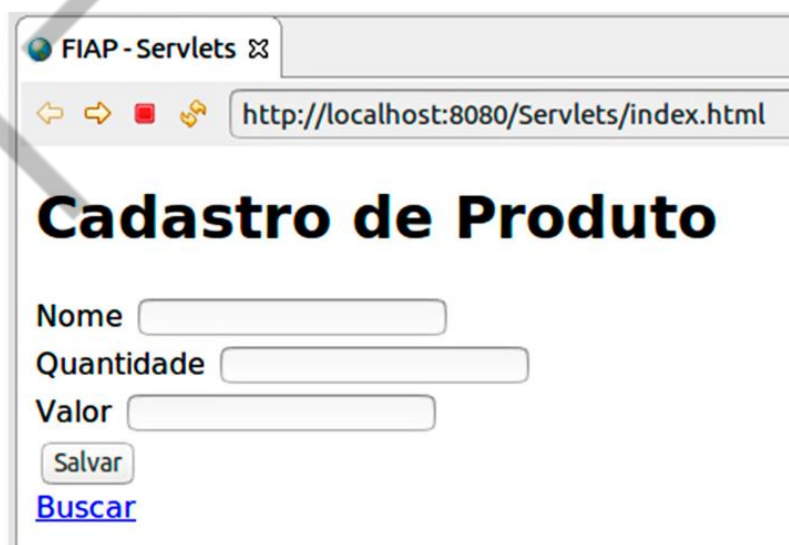 FIAP - Servlets
http://localhost:8080/Servlets/index.html
Cadastro de Produto
Nome
Quantidade
Valor
Salvar
Buscar